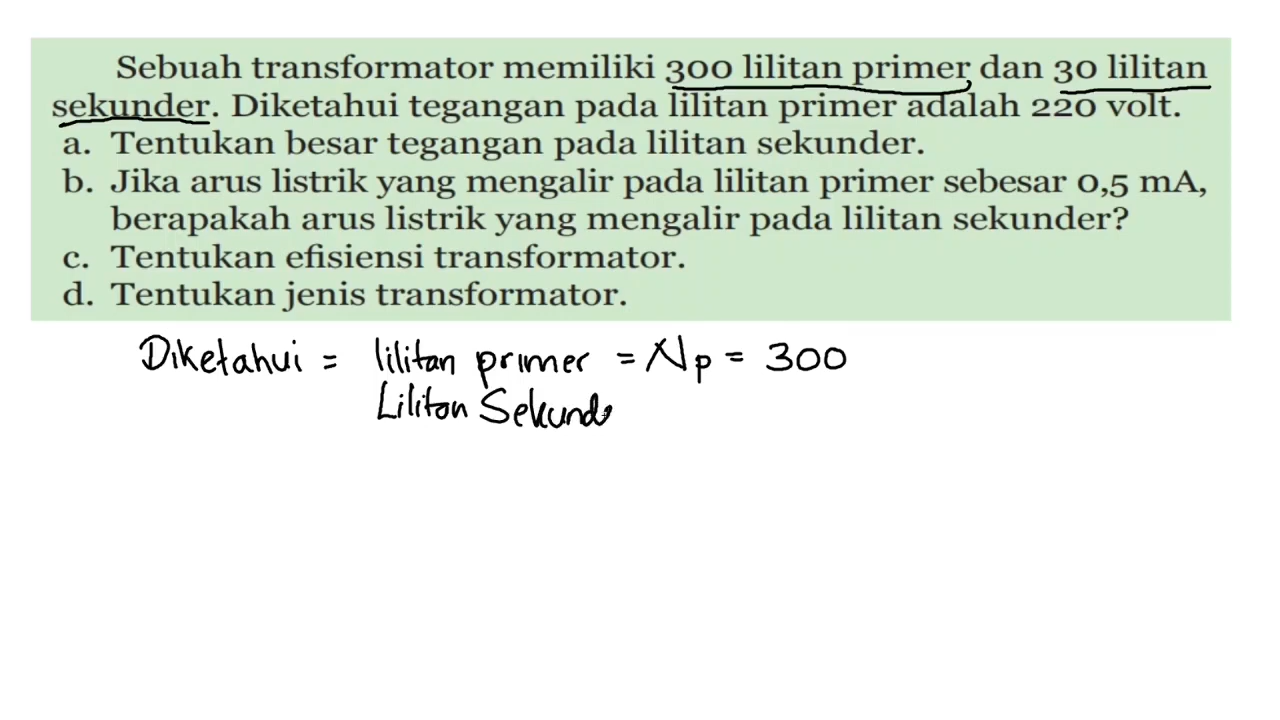 Sebuah transformator memiliki 300 lilitan primer dan 30 lilitan
sekunder. Diketahui tegangan pada lilitan primer adalah 220 volt.
a. Tentukan besar tegangan pada lilitan sekunder.
b. Jika arus listrik yang mengalir pada lilitan primer sebesar 0,5 mA,
berapakah arus listrik yang mengalir pada lilitan sekunder?
c. Tentukan efisiensi transformator.
d. Tentukan jenis transformator.
Diketahui = lilitan primer = Np = 300
Lilitan Sekunde